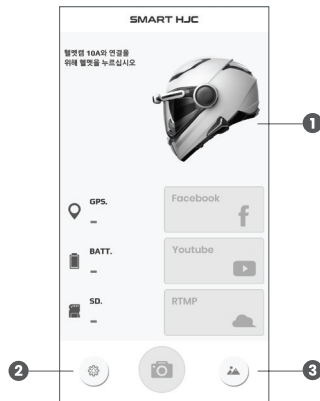 SMART HJC
헬멧캠 10A와 연결을
위해 헬멧을 누르십시오
1
GPS.
–
Facebook
f
BATT.
–
Youtube
SD.
–
RTMP
2
3